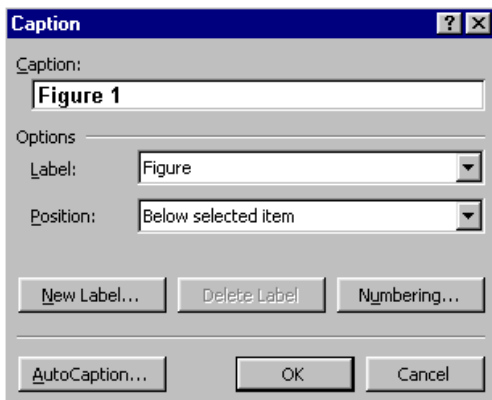 Caption
Caption:
Figure 1
Options
Label: Figure
Position: Below selected item
New Label... Delete Label Numbering...
AutoCaption... OK Cancel